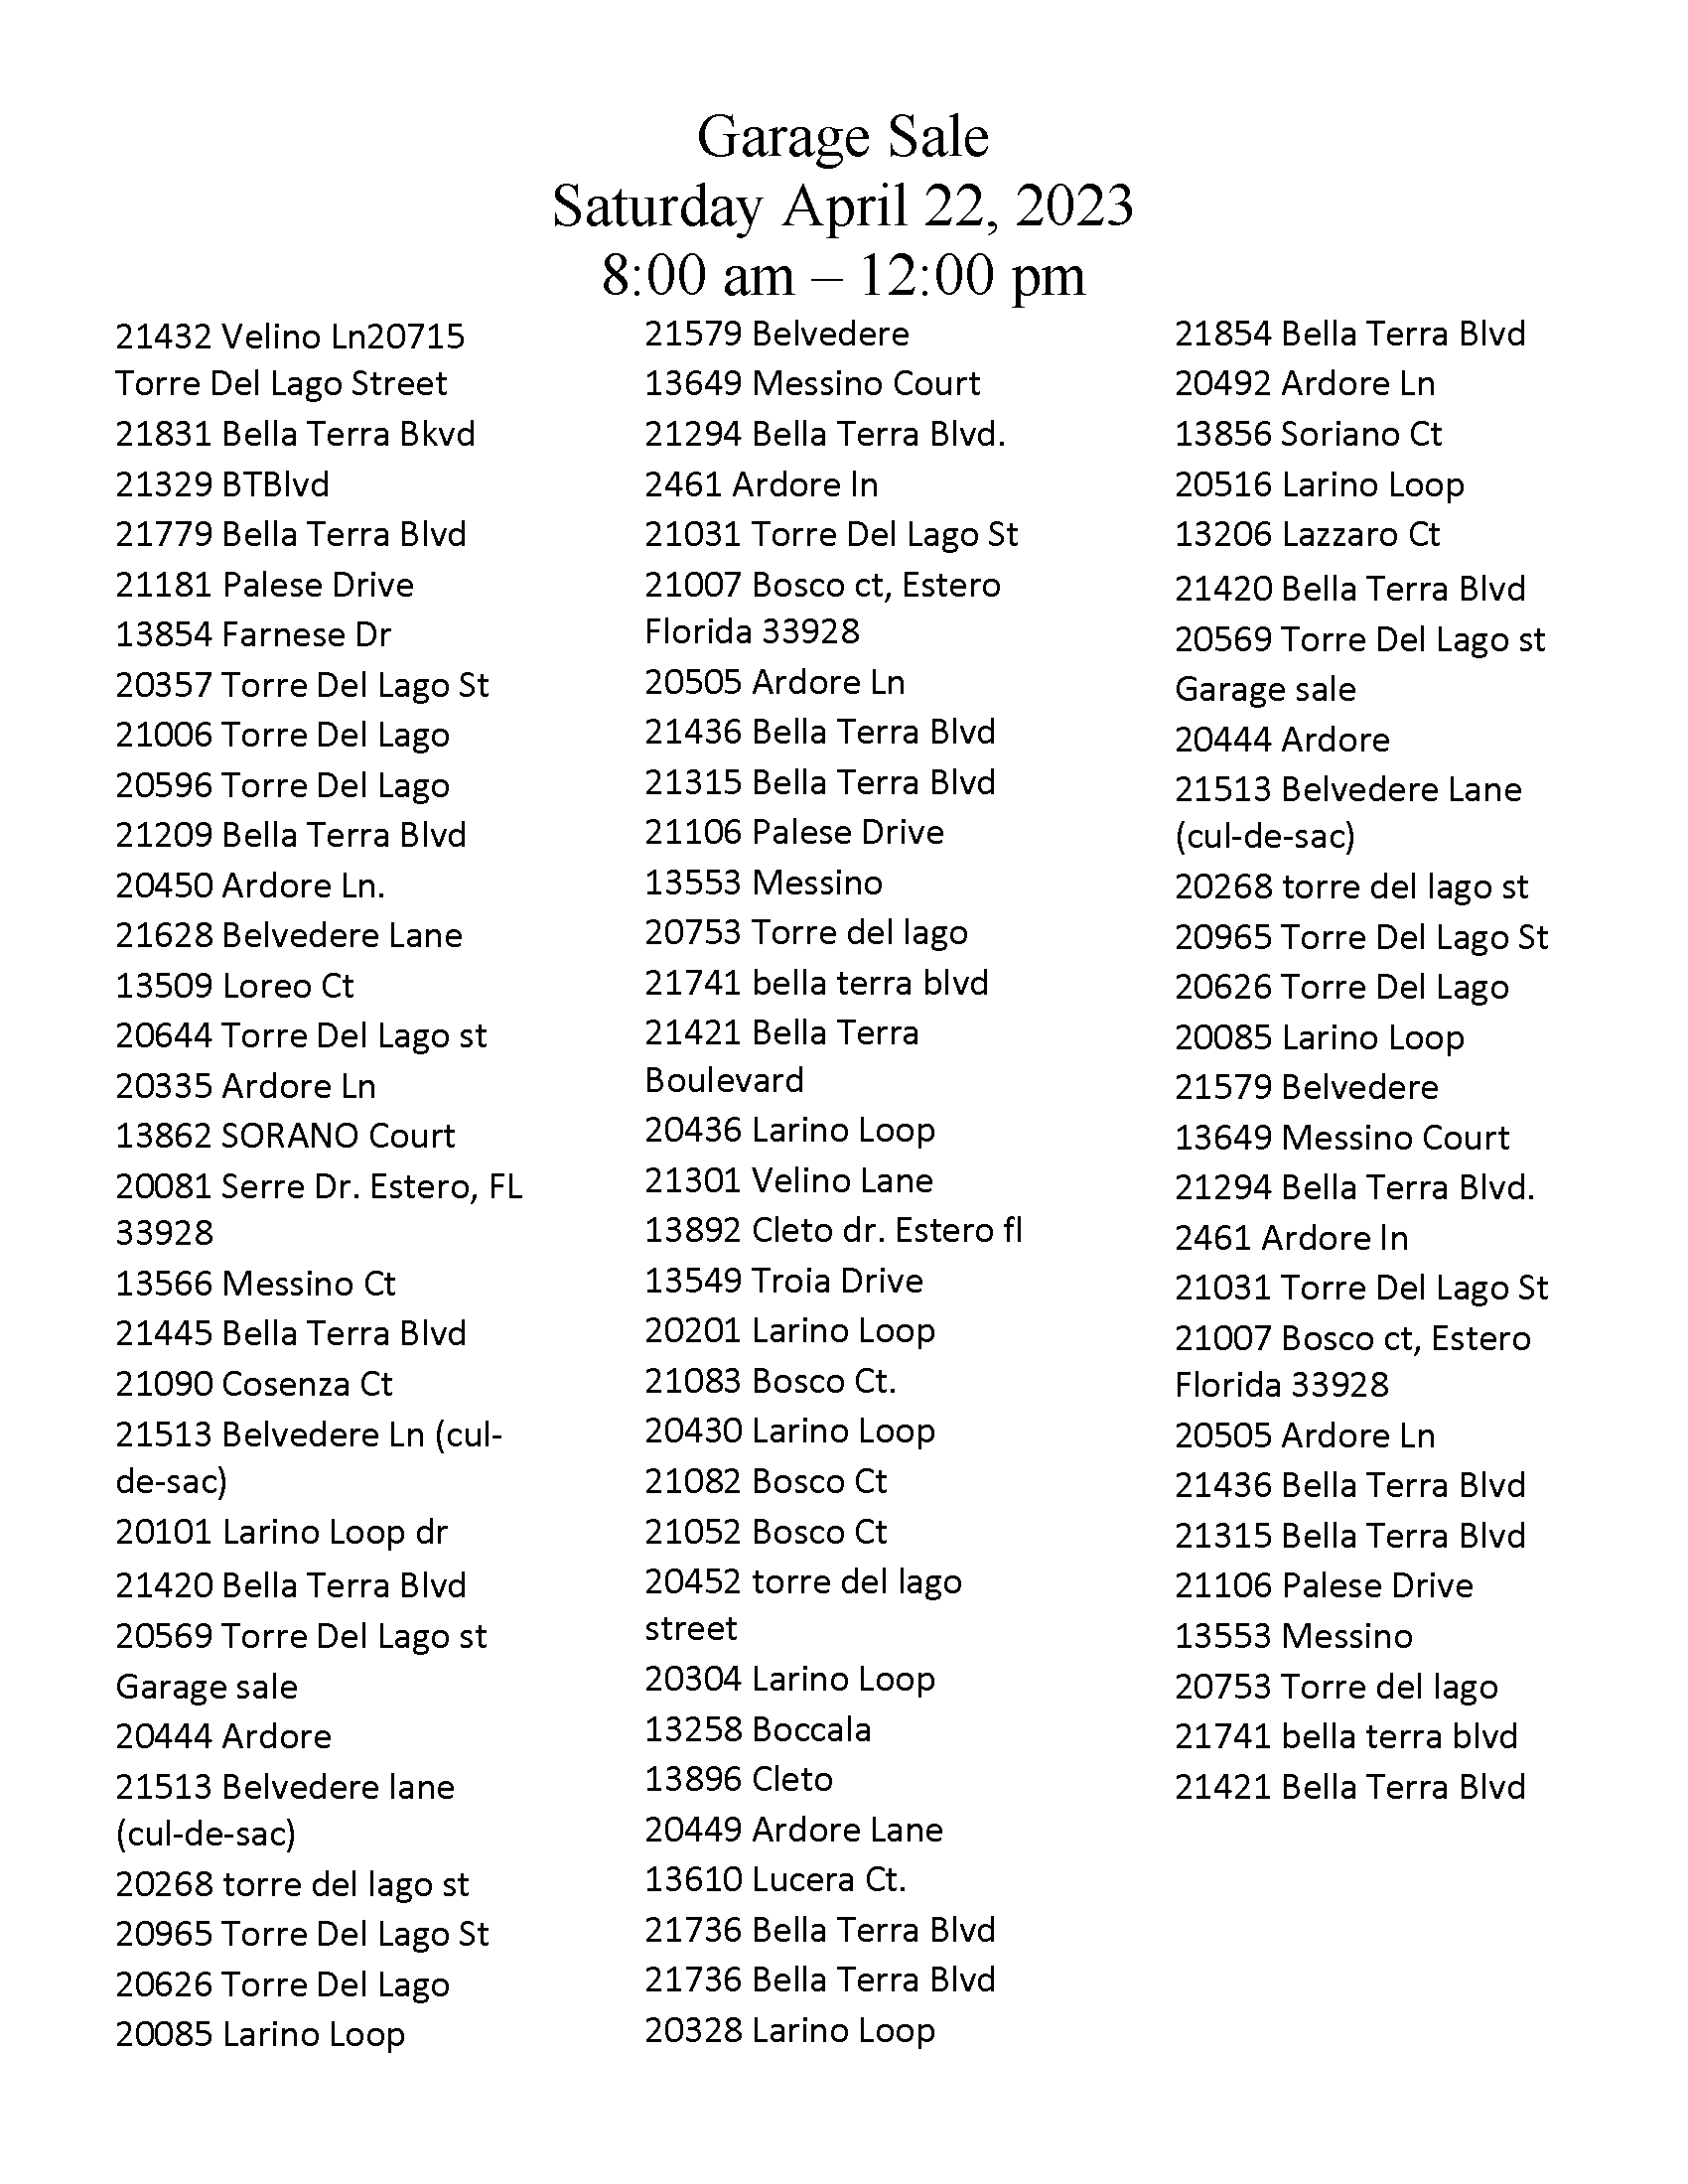 Garage Sale
Saturday April 22, 2023
8:00 am – 12:00 pm
21432 Velino Ln20715
Torre Del Lago Street
21831 Bella Terra Bkvd
21329 BTBlvd
21779 Bella Terra Blvd
21181 Palese Drive
13854 Farnese Dr
20357 Torre Del Lago St
21006 Torre Del Lago
20596 Torre Del Lago
21209 Bella Terra Blvd
20450 Ardore Ln.
21628 Belvedere Lane
13509 Loreo Ct
20644 Torre Del Lago st
20335 Ardore Ln
13862 SORANO Court
20081 Serre Dr. Estero, FL
33928
13566 Messino Ct
21445 Bella Terra Blvd
21090 Cosenza Ct
21513 Belvedere Ln (cul-
de-sac)
20101 Larino Loop dr
21420 Bella Terra Blvd
20569 Torre Del Lago st
Garage sale
20444 Ardore
21513 Belvedere lane
(cul-de-sac)
20268 torre del lago st
20965 Torre Del Lago St
20626 Torre Del Lago
20085 Larino Loop
21579 Belvedere
13649 Messino Court
21294 Bella Terra Blvd.
2461 Ardore ln
21031 Torre Del Lago St
21007 Bosco ct, Estero
Florida 33928
20505 Ardore Ln
21436 Bella Terra Blvd
21315 Bella Terra Blvd
21106 Palese Drive
13553 Messino
20753 Torre del lago
21741 bella terra blvd
21421 Bella Terra
Boulevard
20436 Larino Loop
21301 Velino Lane
13892 Cleto dr. Estero fl
13549 Troia Drive
20201 Larino Loop
21083 Bosco Ct.
20430 Larino Loop
21082 Bosco Ct
21052 Bosco Ct
20452 torre del lago
street
20304 Larino Loop
13258 Boccala
13896 Cleto
20449 Ardore Lane
13610 Lucera Ct.
21736 Bella Terra Blvd
21736 Bella Terra Blvd
20328 Larino Loop
21854 Bella Terra Blvd
20492 Ardore Ln
13856 Soriano Ct
20516 Larino Loop
13206 Lazzaro Ct
21420 Bella Terra Blvd
20569 Torre Del Lago st
Garage sale
20444 Ardore
21513 Belvedere Lane
(cul-de-sac)
20268 torre del lago st
20965 Torre Del Lago St
20626 Torre Del Lago
20085 Larino Loop
21579 Belvedere
13649 Messino Court
21294 Bella Terra Blvd.
2461 Ardore ln
21031 Torre Del Lago St
21007 Bosco ct, Estero
Florida 33928
20505 Ardore Ln
21436 Bella Terra Blvd
21315 Bella Terra Blvd
21106 Palese Drive
13553 Messino
20753 Torre del lago
21741 bella terra blvd
21421 Bella Terra Blvd